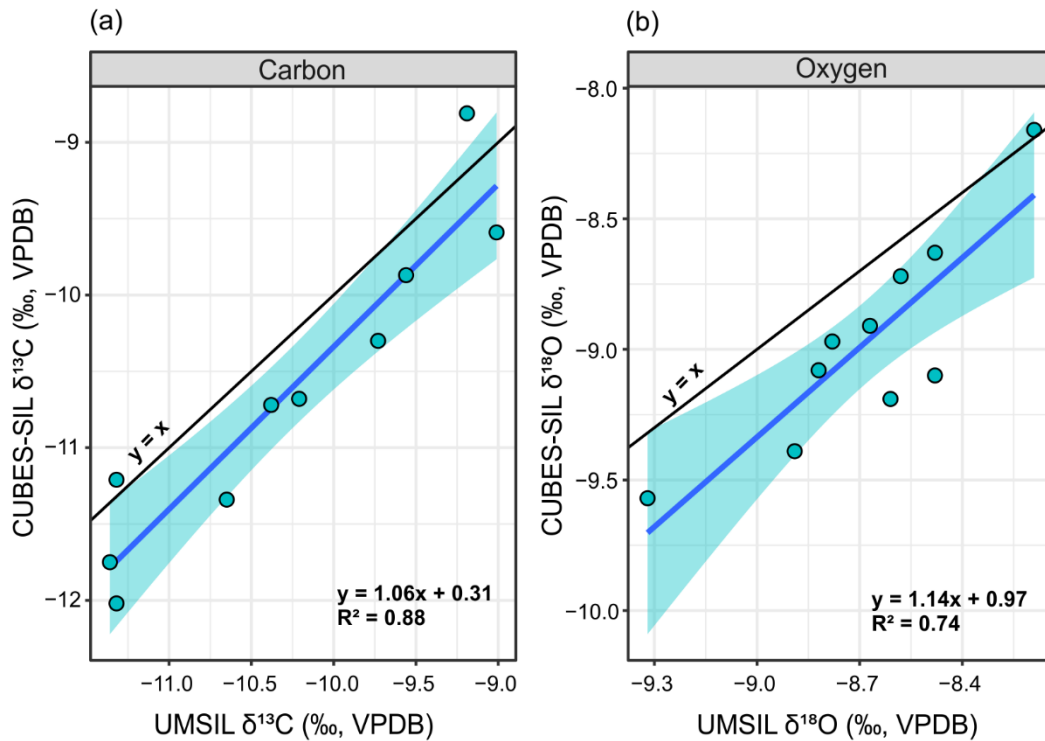 (a)
Carbon
CUBES-SIL δ¹³C (‰, VPDB)
−9
−10
−11
−12
y = x
y = 1.06x + 0.31
R² = 0.88
−11.0 −10.5 −10.0 −9.5 −9.0
UMSIL δ¹³C (‰, VPDB)
(b)
Oxygen
CUBES-SIL δ¹⁸O (‰, VPDB)
−8.0
−8.5
−9.0
−9.5
−10.0
y = x
y = 1.14x + 0.97
R² = 0.74
−9.3 −9.0 −8.7 −8.4
UMSIL δ¹⁸O (‰, VPDB)